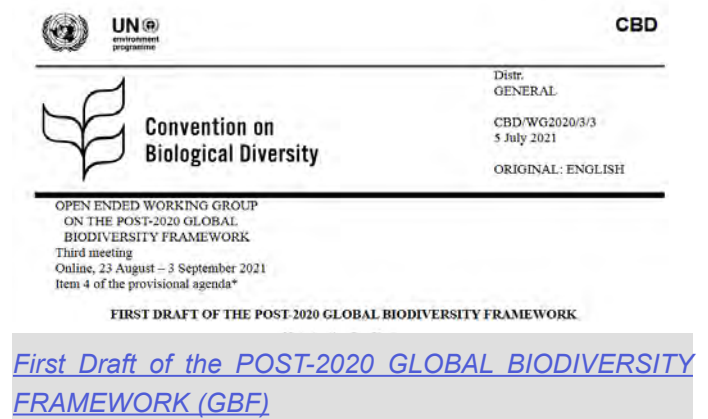 UN
environment
programme
CBD
Distr.
GENERAL
CBD/WG2020/3/3
5 July 2021
ORIGINAL: ENGLISH
Convention on
Biological Diversity
OPEN ENDED WORKING GROUP
ON THE POST-2020 GLOBAL
BIODIVERSITY FRAMEWORK
Third meeting
Online, 23 August – 3 September 2021
Item 4 of the provisional agenda*
FIRST DRAFT OF THE POST-2020 GLOBAL BIODIVERSITY FRAMEWORK
First Draft of the POST-2020 GLOBAL BIODIVERSITY
FRAMEWORK (GBF)